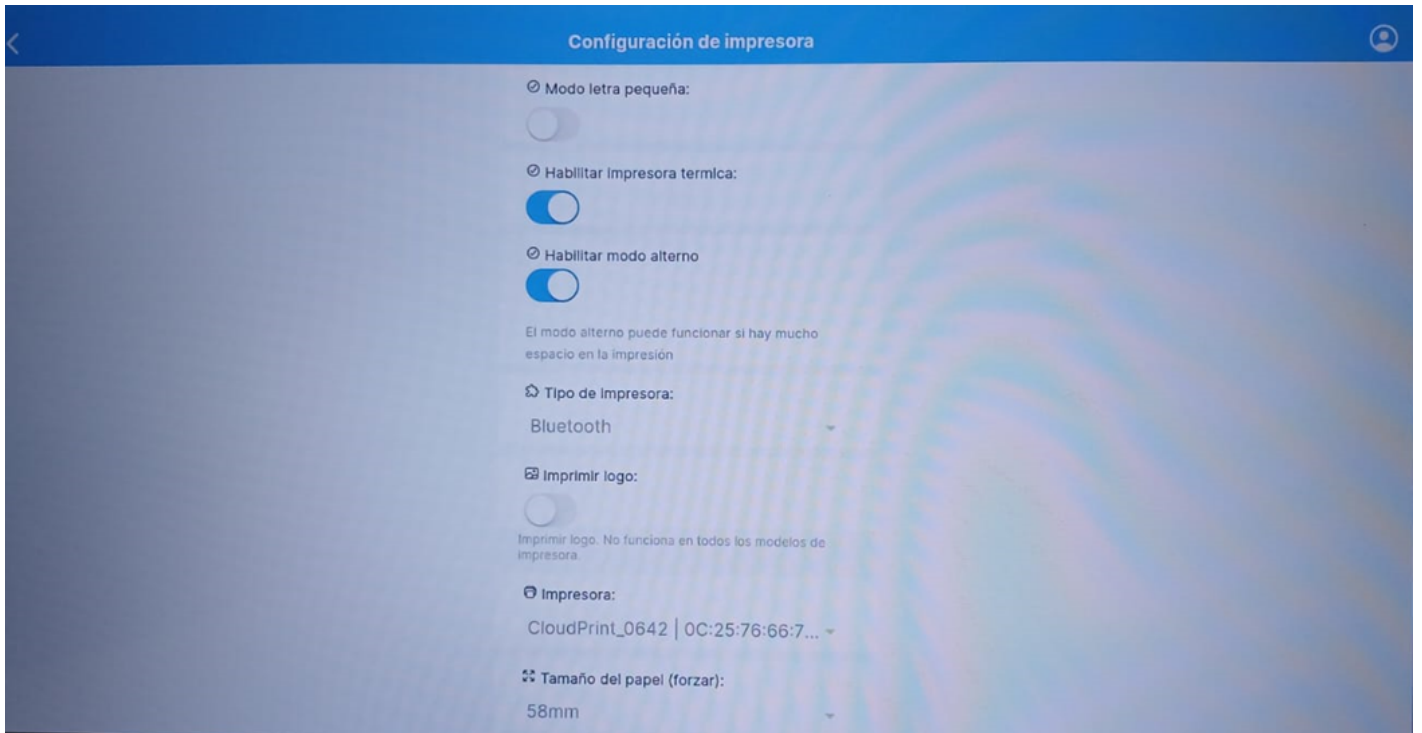 Configuración de impresora
Modo letra pequeña:
Habilitar impresora termica:
Habilitar modo alterno
El modo alterno puede funcionar si hay mucho
espacio en la impresión
Tipo de impresora:
Bluetooth
Imprimir logo:
Imprimir logo. No funciona en todos los modelos de
impresora.
Impresora:
CloudPrint_0642 | 0C:25:76:66:7...
Tamaño del papel (forzar):
58mm